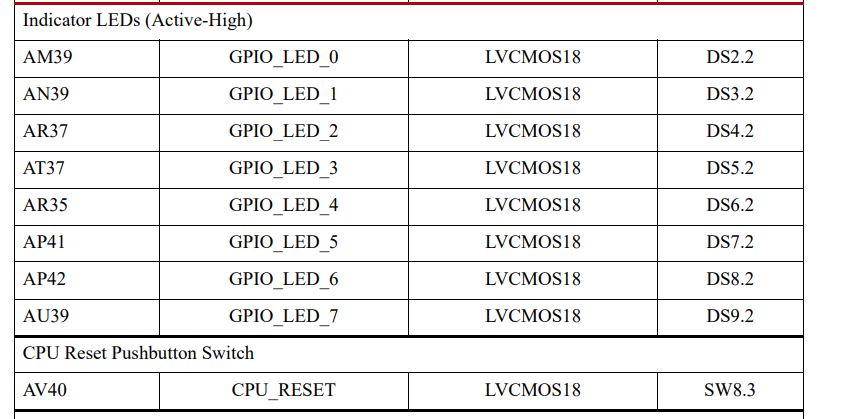 Indicator LEDs (Active-High)
AM39 GPIO_LED_0 LVCMOS18 DS2.2
AN39 GPIO_LED_1 LVCMOS18 DS3.2
AR37 GPIO_LED_2 LVCMOS18 DS4.2
AT37 GPIO_LED_3 LVCMOS18 DS5.2
AR35 GPIO_LED_4 LVCMOS18 DS6.2
AP41 GPIO_LED_5 LVCMOS18 DS7.2
AP42 GPIO_LED_6 LVCMOS18 DS8.2
AU39 GPIO_LED_7 LVCMOS18 DS9.2
CPU Reset Pushbutton Switch
AV40 CPU_RESET LVCMOS18 SW8.3